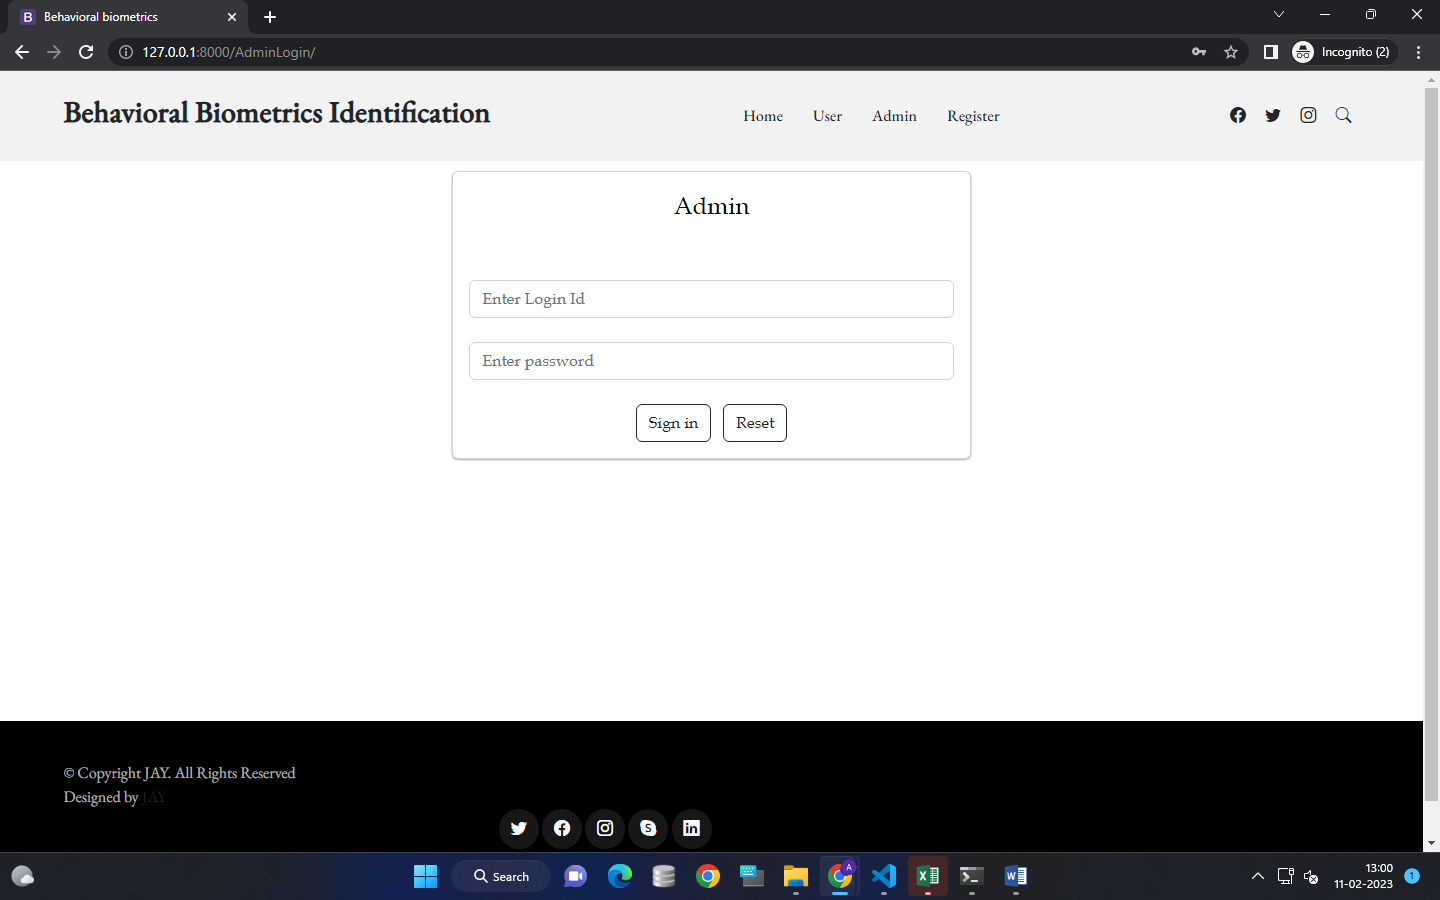 Behavioral biometrics
127.0.0.1:8000/AdminLogin/
Incognito (2)
Behavioral Biometrics Identification
Home User Admin Register
Admin
Enter Login Id
Enter password
Sign in Reset
© Copyright JAY. All Rights Reserved
Designed by JAY
Search
13:00
11-02-2023
1